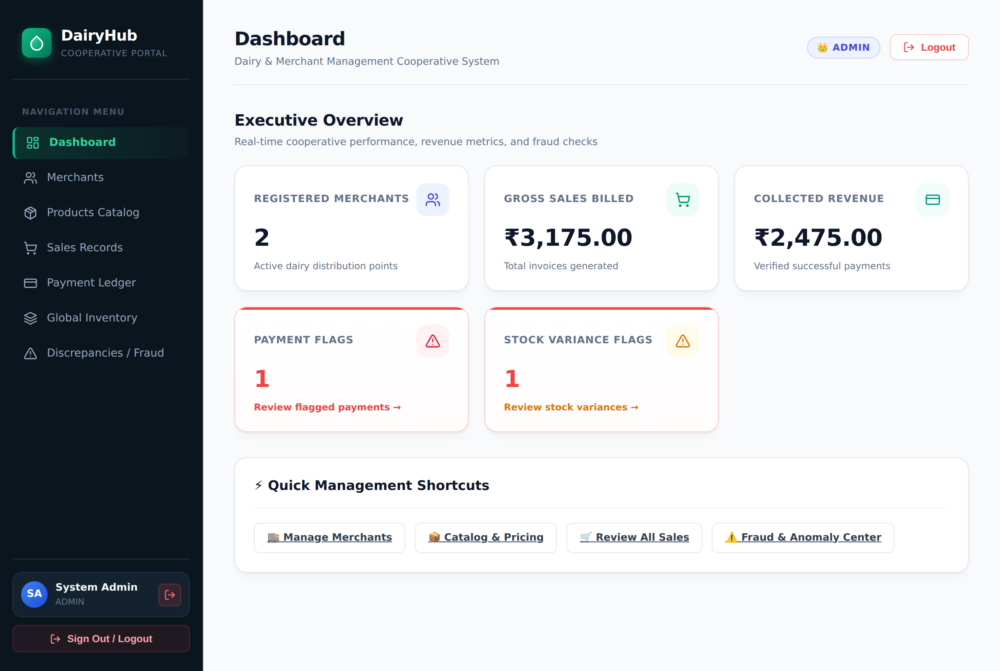 DairyHub
COOPERATIVE PORTAL
NAVIGATION MENU
Dashboard
Merchants
Products Catalog
Sales Records
Payment Ledger
Global Inventory
Discrepancies / Fraud
SA
System Admin
ADMIN
Sign Out / Logout
Dashboard
Dairy & Merchant Management Cooperative System
👑 ADMIN
Logout
Executive Overview
Real-time cooperative performance, revenue metrics, and fraud checks
REGISTERED MERCHANTS
2
Active dairy distribution points
GROSS SALES BILLED
₹3,175.00
Total invoices generated
COLLECTED REVENUE
₹2,475.00
Verified successful payments
PAYMENT FLAGS
1
Review flagged payments →
STOCK VARIANCE FLAGS
1
Review stock variances →
⚡ Quick Management Shortcuts
🏬 Manage Merchants
📦 Catalog & Pricing
🛒 Review All Sales
⚠️ Fraud & Anomaly Center